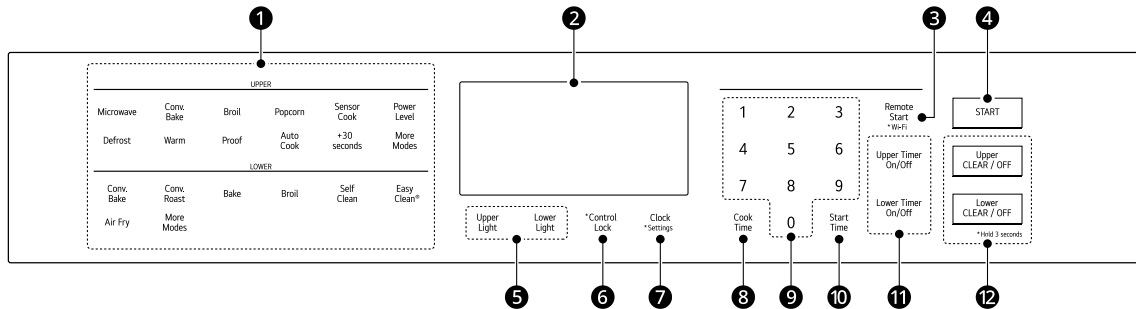 1 2 3 4
UPPER
Microwave Conv. Bake Broil Popcorn Sensor Cook Power Level
Defrost Warm Proof Auto Cook +30 seconds More Modes
LOWER
Conv. Bake Conv. Roast Bake Broil Self Clean Easy Clean®
Air Fry More Modes
Upper Light Lower Light *Control Lock Clock *Settings
1 2 3
4 5 6
7 8 9
Cook Time 0 Start Time
Remote Start *Wi-Fi
Upper Timer On/Off
Lower Timer On/Off
START
Upper CLEAR / OFF
Lower CLEAR / OFF
*Hold 3 seconds
5 6 7 8 9 10 11 12